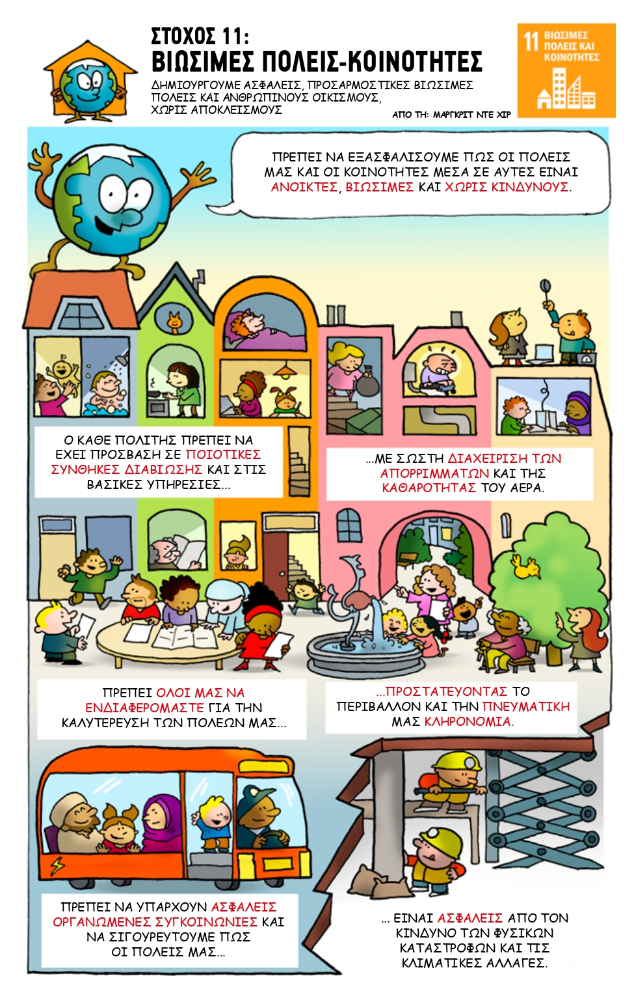 ΣΤΟΧΟΣ 11:
ΒΙΩΣΙΜΕΣ ΠΟΛΕΙΣ-ΚΟΙΝΟΤΗΤΕΣ
ΔΗΜΙΟΥΡΓΟΥΜΕ ΑΣΦΑΛΕΙΣ, ΠΡΟΣΑΡΜΟΣΤΙΚΕΣ ΒΙΩΣΙΜΕΣ
ΠΟΛΕΙΣ ΚΑΙ ΑΝΘΡΩΠΙΝΟΥΣ ΟΙΚΙΣΜΟΥΣ,
ΧΩΡΙΣ ΑΠΟΚΛΕΙΣΜΟΥΣ
ΑΠΟ ΤΗ: ΜΑΡΓΚΡΙΤ ΝΤΕ ΧΙΡ
11 ΒΙΩΣΙΜΕΣ
ΠΟΛΕΙΣ ΚΑΙ
ΚΟΙΝΟΤΗΤΕΣ
ΠΡΕΠΕΙ ΝΑ ΕΞΑΣΦΑΛΙΣΟΥΜΕ ΠΩΣ ΟΙ ΠΟΛΕΙΣ
ΜΑΣ ΚΑΙ ΟΙ ΚΟΙΝΟΤΗΤΕΣ ΜΕΣΑ ΣΕ ΑΥΤΕΣ ΕΙΝΑΙ
ΑΝΟΙΚΤΕΣ, ΒΙΩΣΙΜΕΣ ΚΑΙ ΧΩΡΙΣ ΚΙΝΔΥΝΟΥΣ.
Ο ΚΑΘΕ ΠΟΛΙΤΗΣ ΠΡΕΠΕΙ ΝΑ
ΕΧΕΙ ΠΡΟΣΒΑΣΗ ΣΕ ΠΟΙΟΤΙΚΕΣ
ΣΥΝΘΗΚΕΣ ΔΙΑΒΙΩΣΗΣ ΚΑΙ ΣΤΙΣ
ΒΑΣΙΚΕΣ ΥΠΗΡΕΣΙΕΣ...
...ΜΕ ΣΩΣΤΗ ΔΙΑΧΕΙΡΙΣΗ ΤΩΝ
ΑΠΟΡΡΙΜΜΑΤΩΝ ΚΑΙ ΤΗΣ
ΚΑΘΑΡΟΤΗΤΑΣ ΤΟΥ ΑΕΡΑ.
ΠΡΕΠΕΙ ΟΛΟΙ ΜΑΣ ΝΑ
ΕΝΔΙΑΦΕΡΟΜΑΣΤΕ ΓΙΑ ΤΗΝ
ΚΑΛΥΤΕΡΕΥΣΗ ΤΩΝ ΠΟΛΕΩΝ ΜΑΣ...
...ΠΡΟΣΤΑΤΕΥΟΝΤΑΣ ΤΟ
ΠΕΡΙΒΑΛΛΟΝ ΚΑΙ ΤΗΝ ΠΝΕΥΜΑΤΙΚΗ
ΜΑΣ ΚΛΗΡΟΝΟΜΙΑ.
ΠΡΕΠΕΙ ΝΑ ΥΠΑΡΧΟΥΝ ΑΣΦΑΛΕΙΣ
ΟΡΓΑΝΩΜΕΝΕΣ ΣΥΓΚΟΙΝΩΝΙΕΣ ΚΑΙ
ΝΑ ΣΙΓΟΥΡΕΥΤΟΥΜΕ ΠΩΣ
ΟΙ ΠΟΛΕΙΣ ΜΑΣ...
... ΕΙΝΑΙ ΑΣΦΑΛΕΙΣ ΑΠΟ ΤΟΝ
ΚΙΝΔΥΝΟ ΤΩΝ ΦΥΣΙΚΩΝ
ΚΑΤΑΣΤΡΟΦΩΝ ΚΑΙ ΤΙΣ
ΚΛΙΜΑΤΙΚΕΣ ΑΛΛΑΓΕΣ.